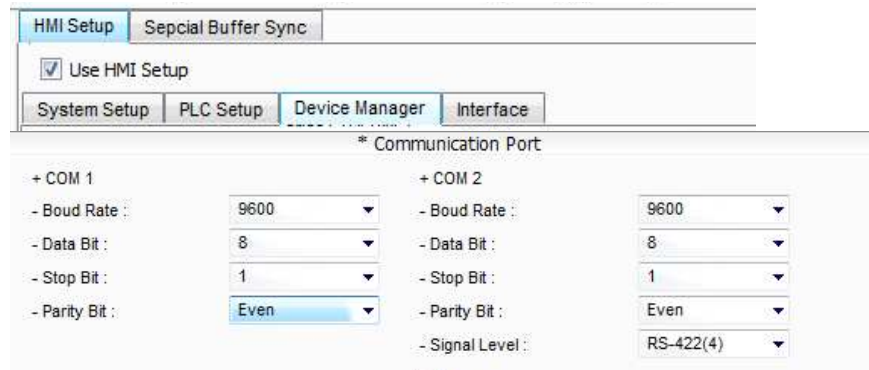 HMI Setup Sepcial Buffer Sync
Use HMI Setup
System Setup PLC Setup Device Manager Interface
* Communication Port
+ COM 1 + COM 2
- Boud Rate : 9600 - Boud Rate : 9600
- Data Bit : 8 - Data Bit : 8
- Stop Bit : 1 - Stop Bit : 1
- Parity Bit : Even - Parity Bit : Even
- Signal Level : RS-422(4)